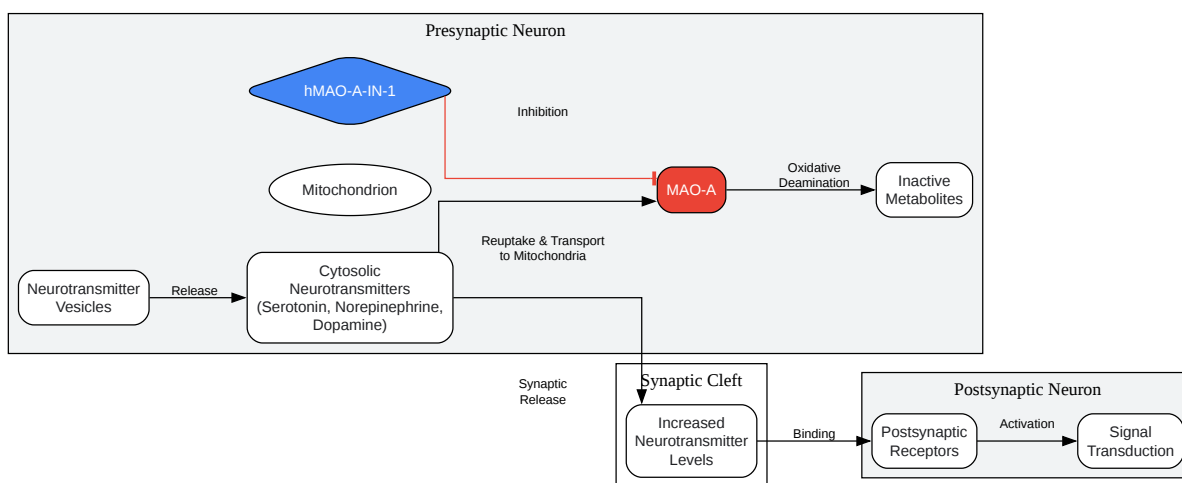 Presynaptic Neuron
hMAO-A-IN-1
Inhibition
Mitochondrion
MAO-A
Oxidative
Deamination
Inactive
Metabolites
Reuptake & Transport
to Mitochondria
Neurotransmitter
Vesicles
Release
Cytosolic
Neurotransmitters
(Serotonin, Norepinephrine,
Dopamine)
Synaptic
Release
Synaptic Cleft
Increased
Neurotransmitter
Levels
Binding
Postsynaptic Neuron
Postsynaptic
Receptors
Activation
Signal
Transduction